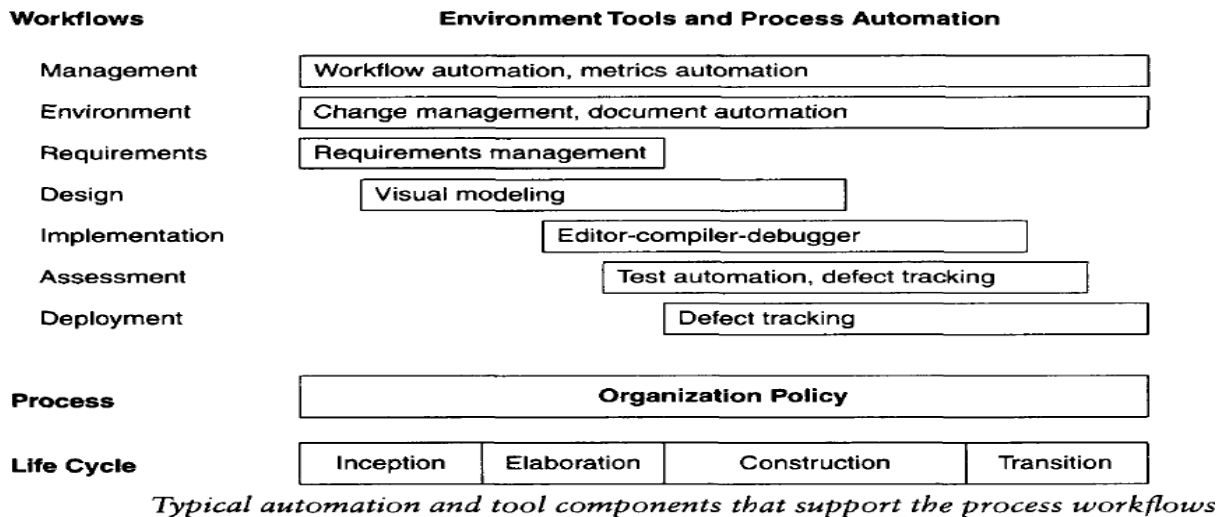 Workflows Environment Tools and Process Automation
Management Workflow automation, metrics automation
Environment Change management, document automation
Requirements Requirements management
Design Visual modeling
Implementation Editor-compiler-debugger
Assessment Test automation, defect tracking
Deployment Defect tracking
Process Organization Policy
Life Cycle Inception Elaboration Construction Transition
Typical automation and tool components that support the process workflows